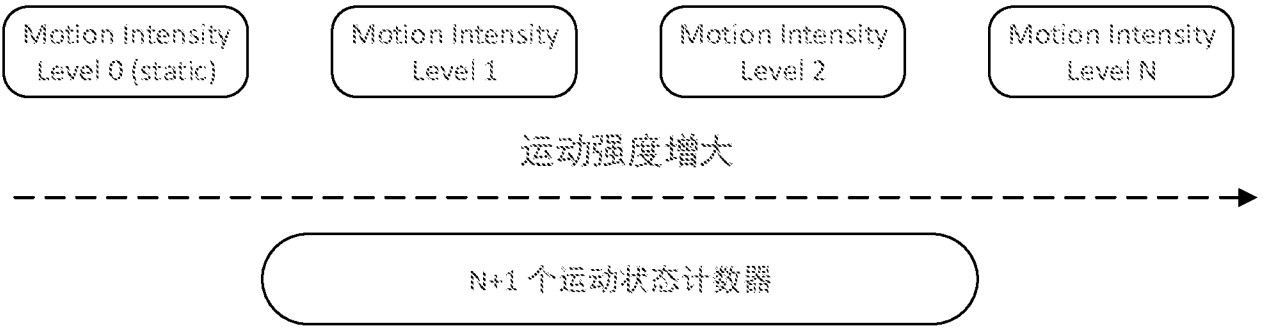 Motion Intensity
Level 0 (static)
Motion Intensity
Level 1
Motion Intensity
Level 2
Motion Intensity
Level N
运动强度增大
N+1 个运动状态计数器